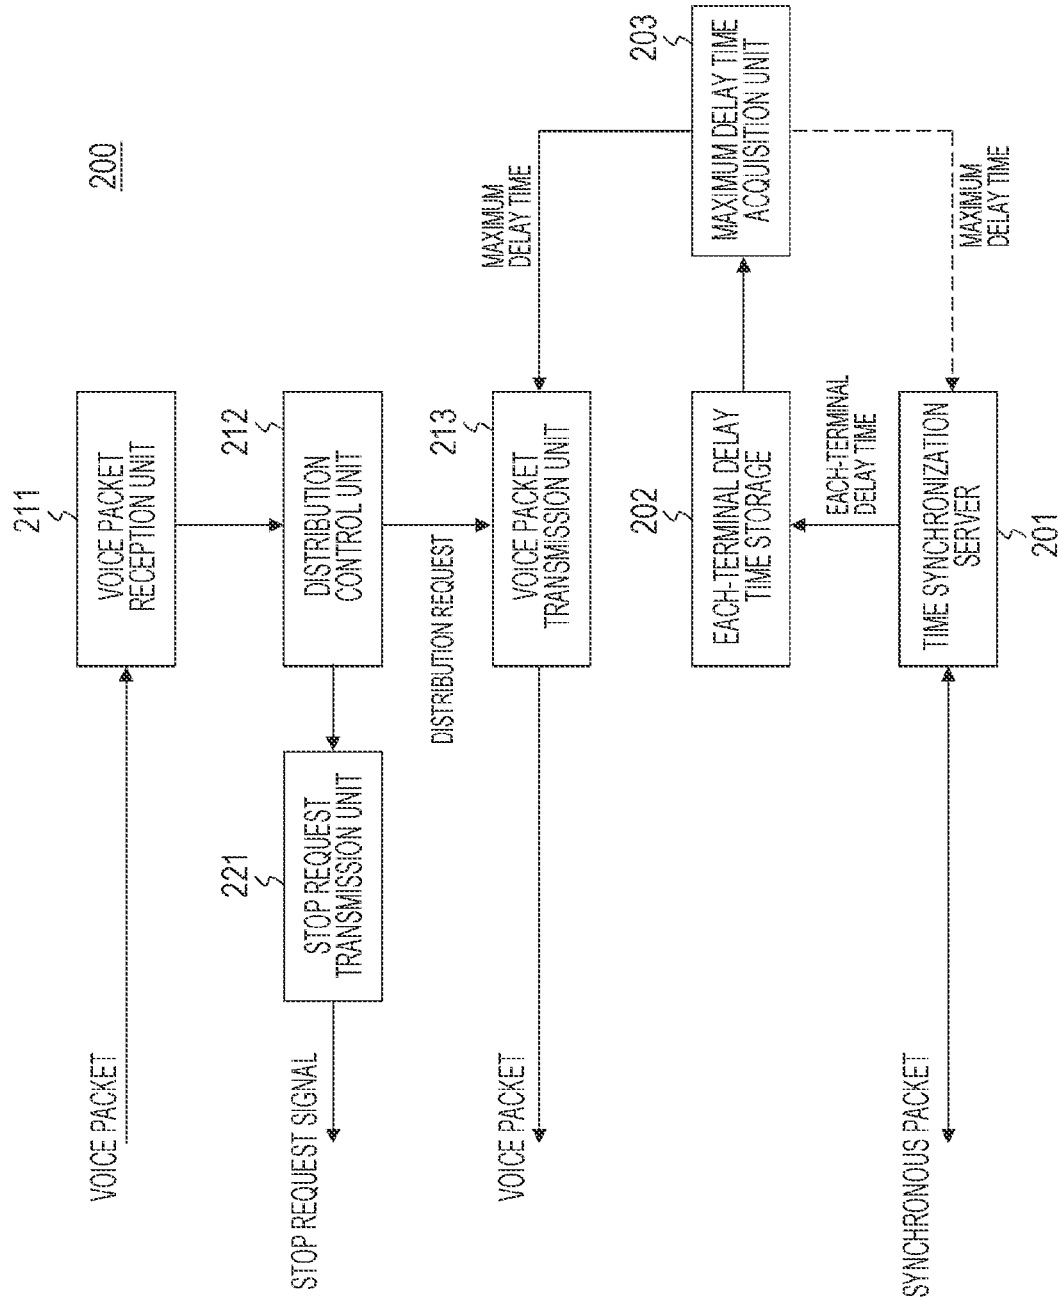 200
VOICE PACKET
211
VOICE PACKET
RECEPTION UNIT
STOP REQUEST SIGNAL
221
STOP REQUEST
TRANSMISSION UNIT
212
DISTRIBUTION
CONTROL UNIT
DISTRIBUTION REQUEST
VOICE PACKET
213
VOICE PACKET
TRANSMISSION UNIT
MAXIMUM
DELAY TIME
202
EACH-TERMINAL DELAY
TIME STORAGE
203
MAXIMUM DELAY TIME
ACQUISITION UNIT
EACH-TERMINAL
DELAY TIME
MAXIMUM
DELAY TIME
SYNCHRONOUS PACKET
TIME SYNCHRONIZATION
SERVER
201